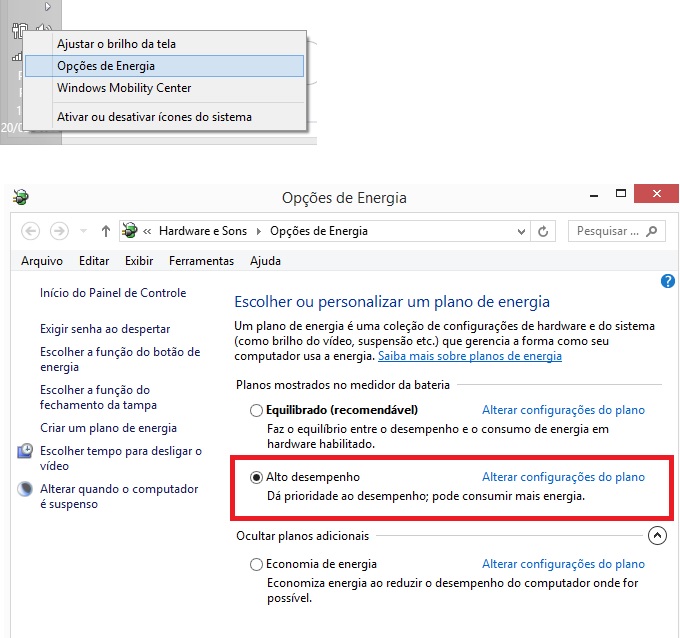 Ajustar o brilho da tela
Opções de Energia
Windows Mobility Center
Ativar ou desativar ícones do sistema
Opções de Energia
Hardware e Sons
Opções de Energia
Pesquisar ...
Arquivo Editar Exibir Ferramentas Ajuda
Início do Painel de Controle
Exigir senha ao despertar
Escolher a função do botão de
energia
Escolher a função do
fechamento da tampa
Criar um plano de energia
Escolher tempo para desligar o
vídeo
Alterar quando o computador
é suspenso
Escolher ou personalizar um plano de energia
Um plano de energia é uma coleção de configurações de hardware e do sistema
(como brilho do vídeo, suspensão etc.) que gerencia a forma como seu
computador usa a energia. Saiba mais sobre planos de energia
Planos mostrados no medidor da bateria
Equilibrado (recomendável) Alterar configurações do plano
Faz o equilíbrio entre o desempenho e o consumo de energia em
hardware habilitado.
Alto desempenho Alterar configurações do plano
Dá prioridade ao desempenho; pode consumir mais energia.
Ocultar planos adicionais
Economia de energia Alterar configurações do plano
Economiza energia ao reduzir o desempenho do computador onde for
possível.